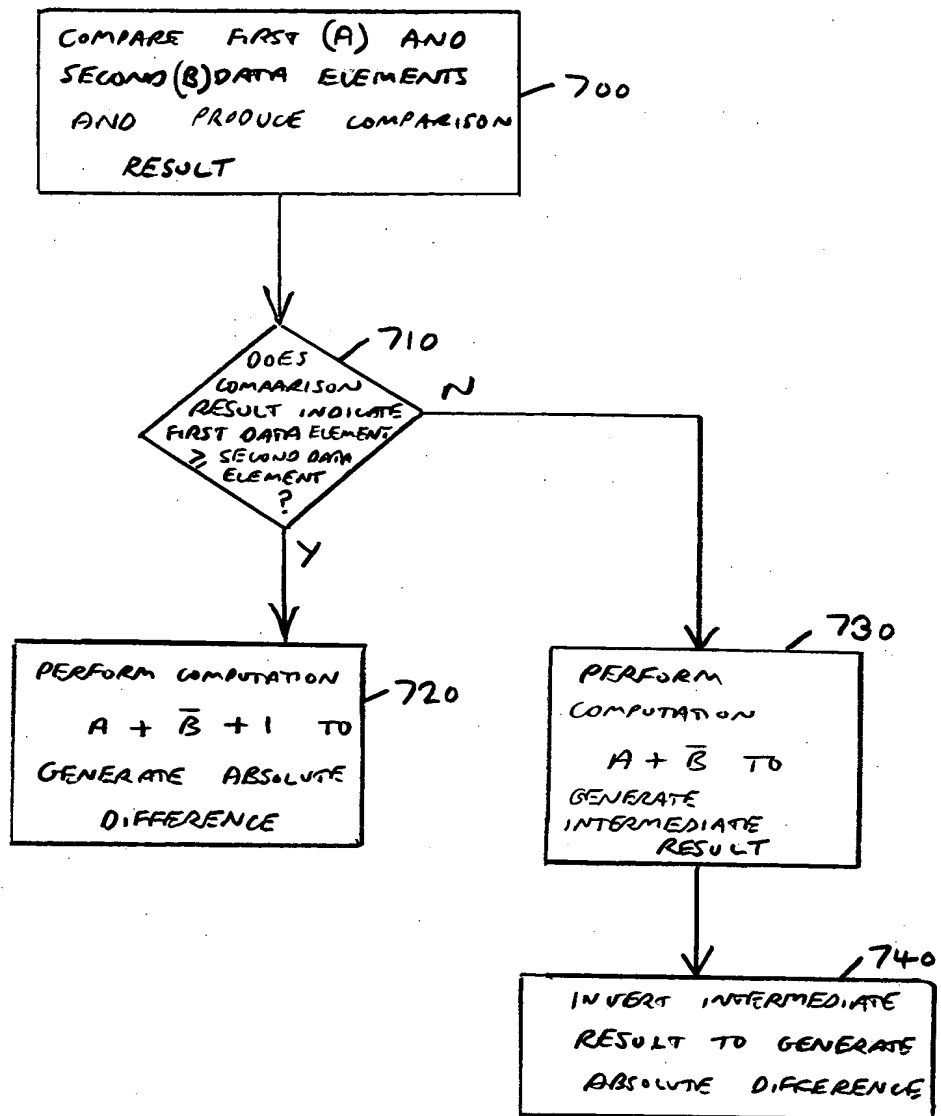 COMPARE FIRST (A) AND
SECOND (B) DATA ELEMENTS
AND PRODUCE COMPARISON
RESULT
700
710
DOES
COMAARISON
RESULT INDICATE
FIRST DATA ELEMENT
≥ SECOND DATA
ELEMENT
?
N
Y
PERFORM COMPUTATION
A + B̅ + 1 TO
GENERATE ABSOLUTE
DIFFERENCE
720
730
PERFORM
COMPUTATION
A + B̅ TO
GENERATE
INTERMEDIATE
RESULT
740
INVERT INTERMEDIATE
RESULT TO GENERATE
ABSOLUTE DIFFERENCE